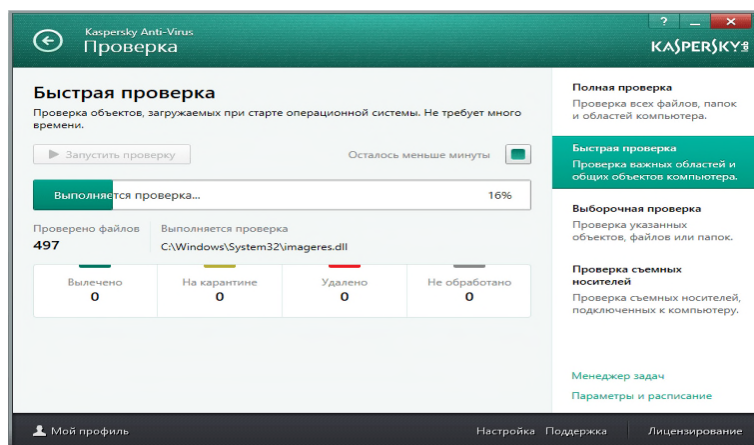 Kaspersky Anti-Virus
Проверка
KASPERSKY
Быстрая проверка
Проверка объектов, загружаемых при старте операционной системы. Не требует много
времени.
Запустить проверку
Осталось меньше минуты
Выполняется проверка...
16%
Проверено файлов
497
Выполняется проверка
C:\Windows\System32\imageres.dll
Вылечено
0
На карантине
0
Удалено
0
Не обработано
0
Полная проверка
Проверка всех файлов, папок
и областей компьютера.
Быстрая проверка
Проверка важных областей и
общих объектов компьютера.
Выборочная проверка
Проверка указанных
объектов, файлов или папок.
Проверка съемных
носителей
Проверка съемных носителей,
подключенных к компьютеру.
Менеджер задач
Параметры и расписание
Мой профиль
Настройка
Поддержка
Лицензирование